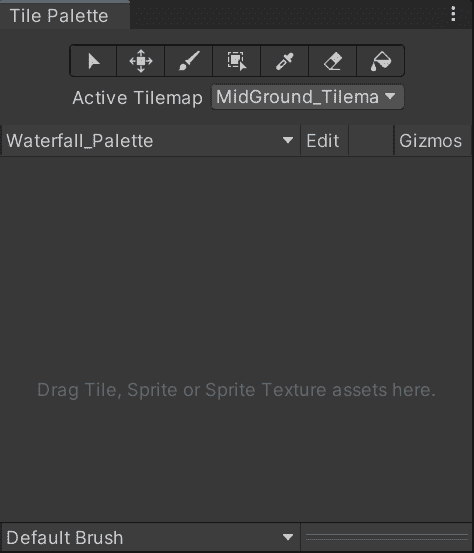 Tile Palette
Active Tilemap MidGround_Tilema
Waterfall_Palette Edit Gizmos
Drag Tile, Sprite or Sprite Texture assets here.
Default Brush